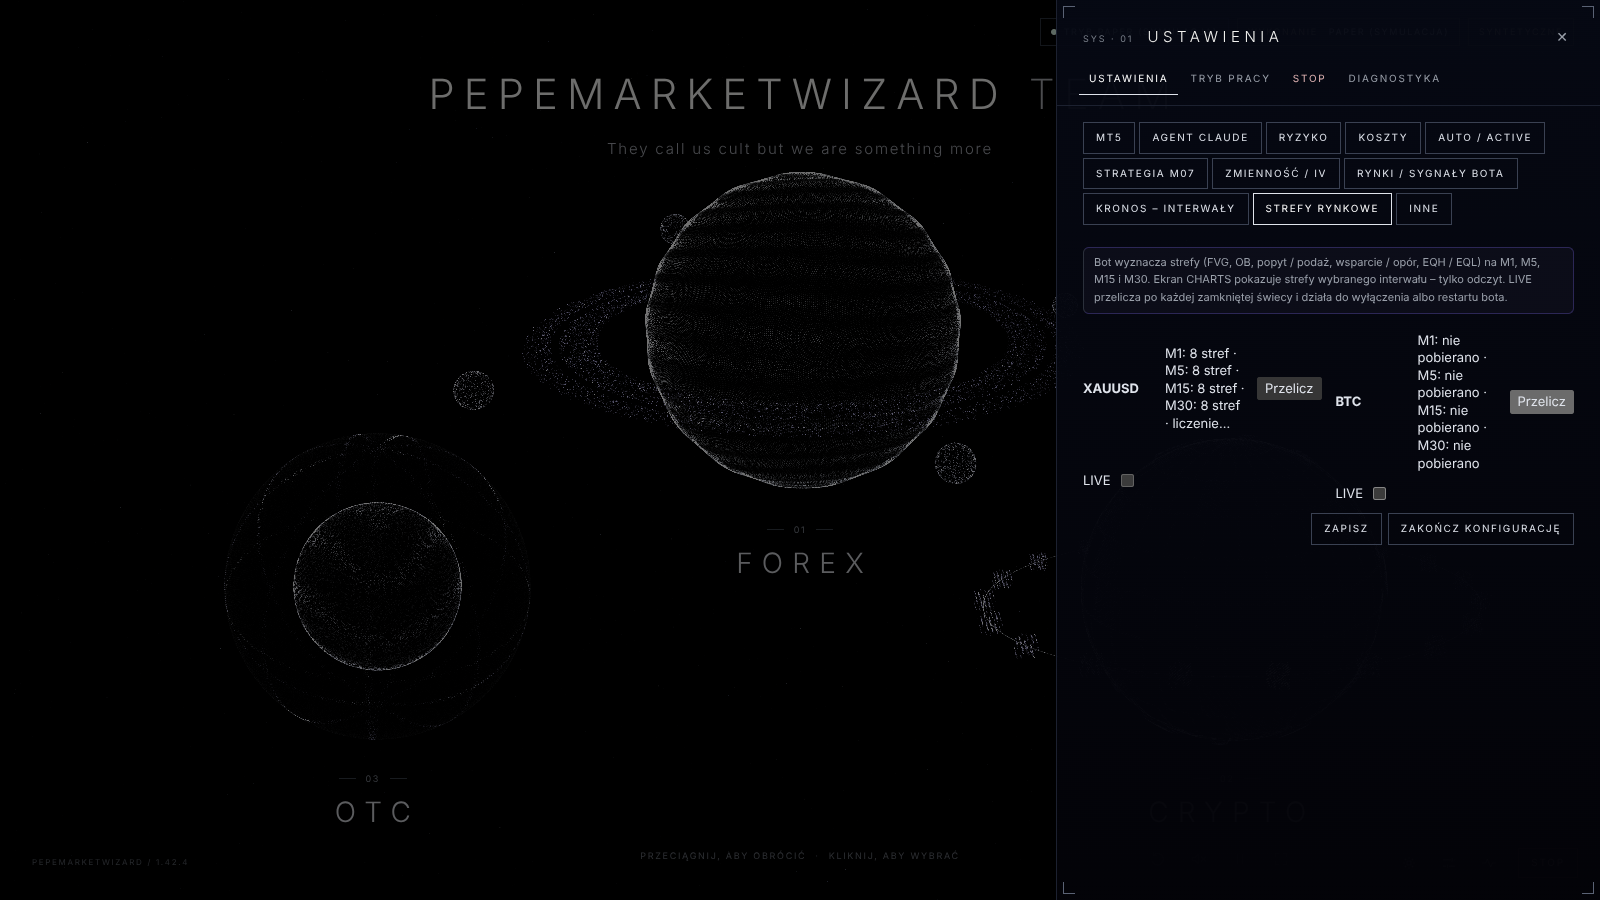 PEPEMARKETWIZARD TEAM
They call us cult but we are something more
01
FOREX
03
OTC
CRYPTO
PEPEMARKETWIZARD / 1.42.4
PRZECIĄGNIJ, ABY OBRÓCIĆ · KLIKNIJ, ABY WYBRAĆ
SYS · 01 USTAWIENIA ×
USTAWIENIA TRYB PRACY STOP DIAGNOSTYKA
MT5 AGENT CLAUDE RYZYKO KOSZTY AUTO / ACTIVE
STRATEGIA M07 ZMIENNOŚĆ / IV RYNKI / SYGNAŁY BOTA
KRONOS – INTERWAŁY STREFY RYNKOWE INNE
Bot wyznacza strefy (FVG, OB, popyt / podaż, wsparcie / opór, EQH / EQL) na M1, M5,
M15 i M30. Ekran CHARTS pokazuje strefy wybranego interwału – tylko odczyt. LIVE
przelicza po każdej zamkniętej świecy i działa do wyłączenia albo restartu bota.
XAUUSD
M1: 8 stref ·
M5: 8 stref ·
M15: 8 stref ·
M30: 8 stref
· liczenie...
Przelicz
LIVE
BTC
M1: nie
pobierano ·
M5: nie
pobierano ·
M15: nie
pobierano ·
M30: nie
pobierano
Przelicz
LIVE
ZAPISZ ZAKOŃCZ KONFIGURACJĘ